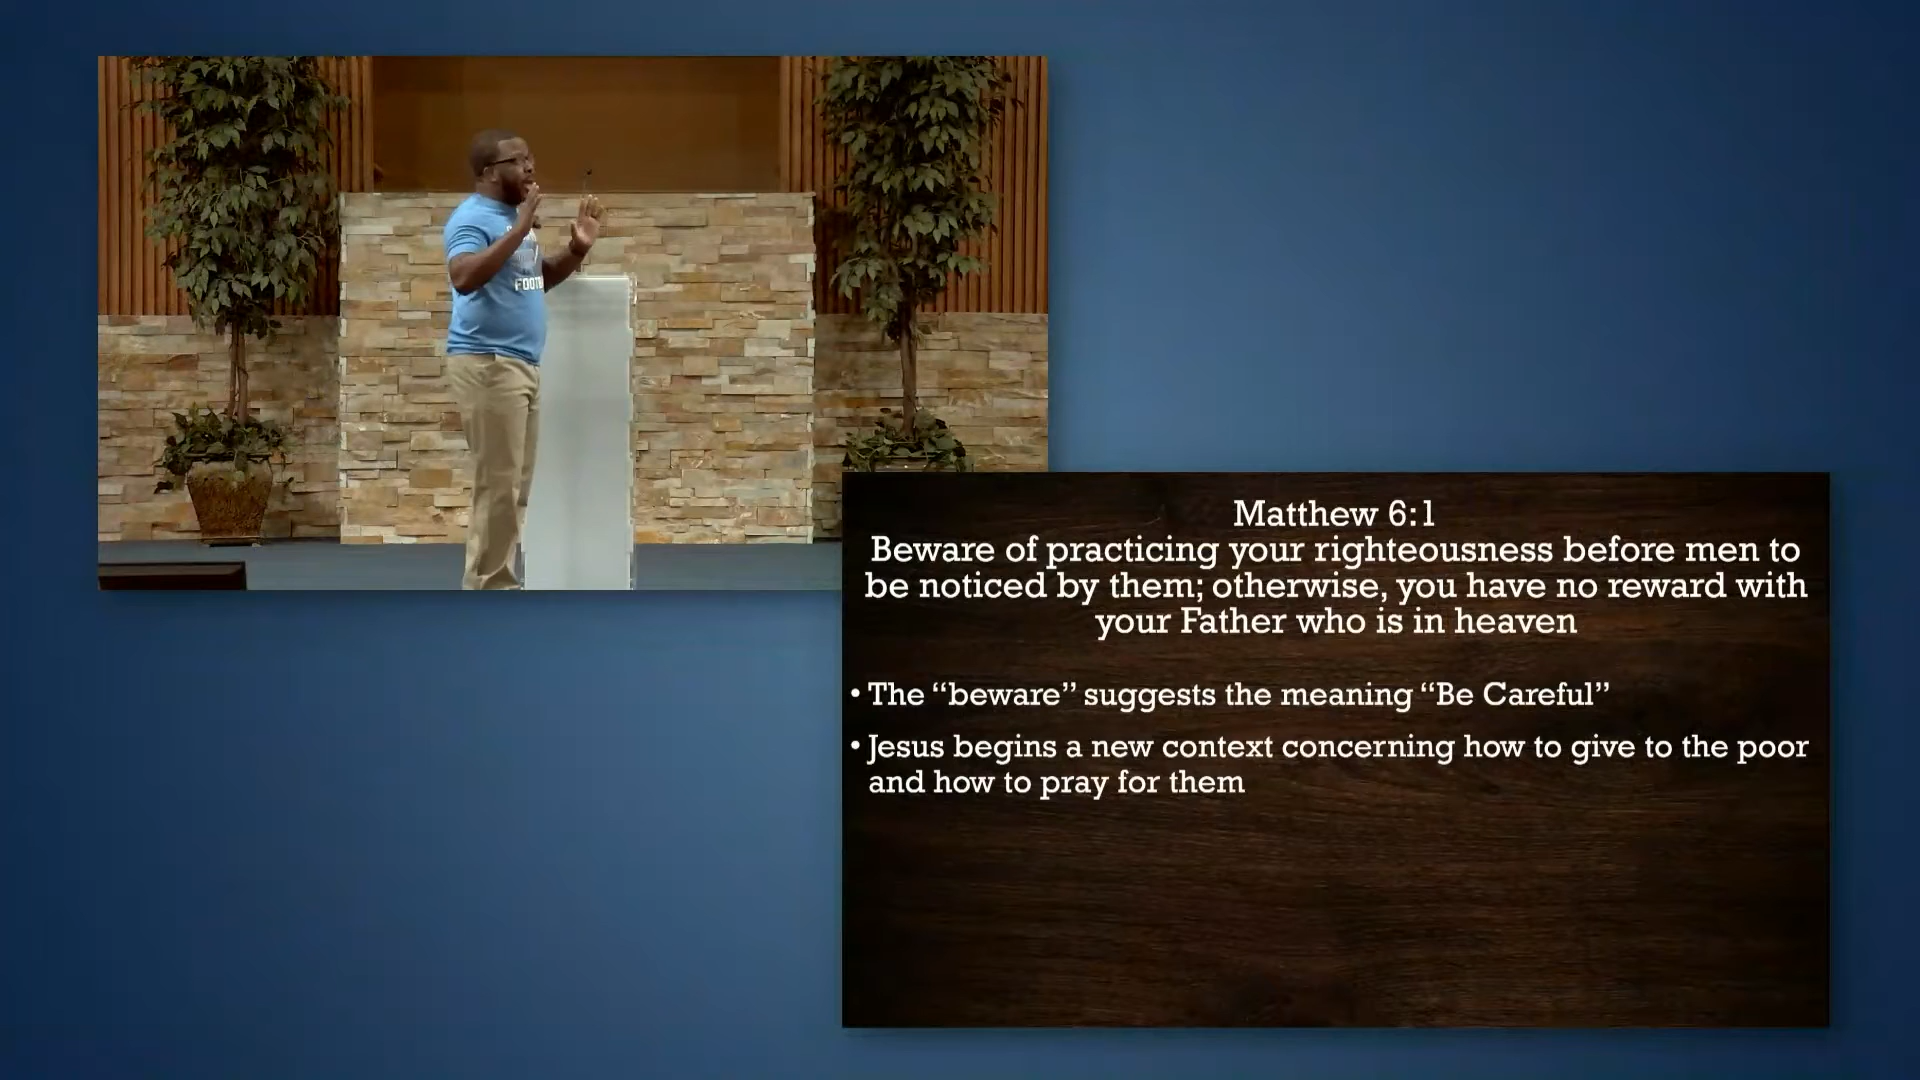 FOOTB
Matthew 6:1
Beware of practicing your righteousness before men to
be noticed by them; otherwise, you have no reward with
your Father who is in heaven
• The “beware” suggests the meaning “Be Careful”
• Jesus begins a new context concerning how to give to the poor
and how to pray for them